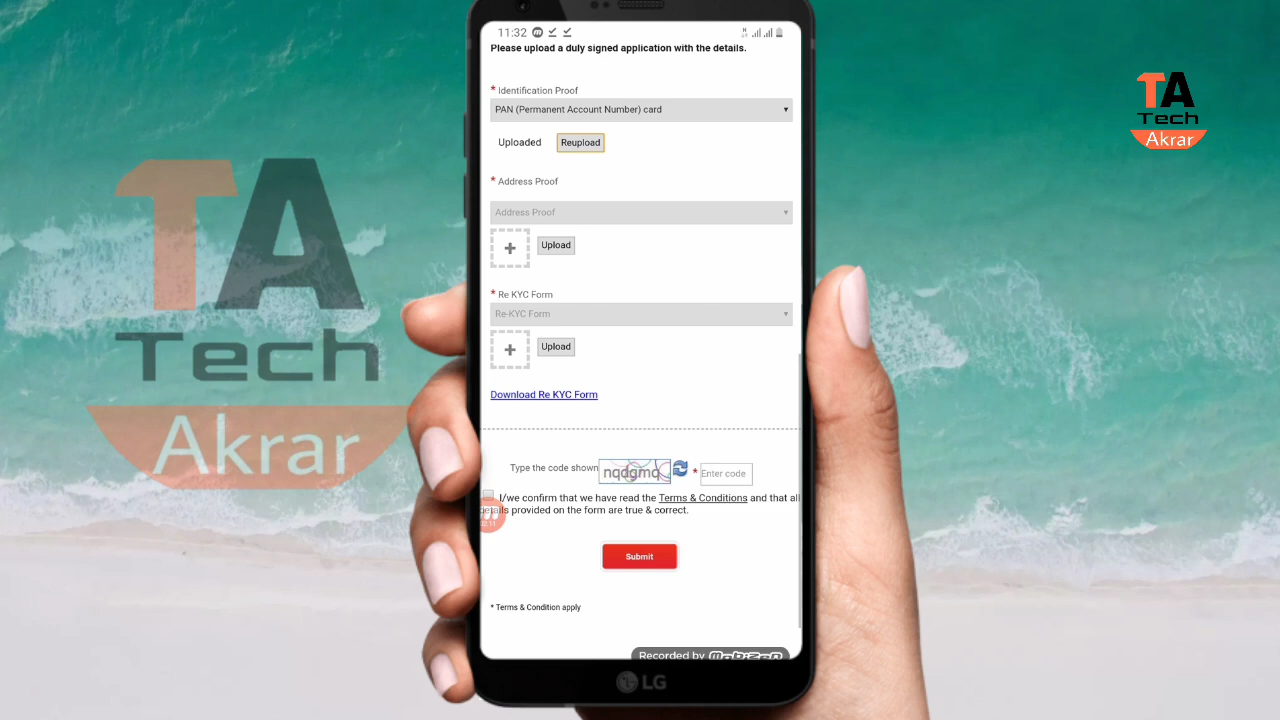 11:32
Please upload a duly signed application with the details.
* Identification Proof
PAN (Permanent Account Number) card
Uploaded Reupload
* Address Proof
Address Proof
+ Upload
* Re KYC Form
Re-KYC Form
+ Upload
Download Re KYC Form
Type the code shown nqdgmq * Enter code
I/we confirm that we have read the Terms & Conditions and that all
details provided on the form are true & correct.
Submit
* Terms & Condition apply
Recorded by mobizen
LG
TA
Tech
Akrar
TA
Tech
Akrar